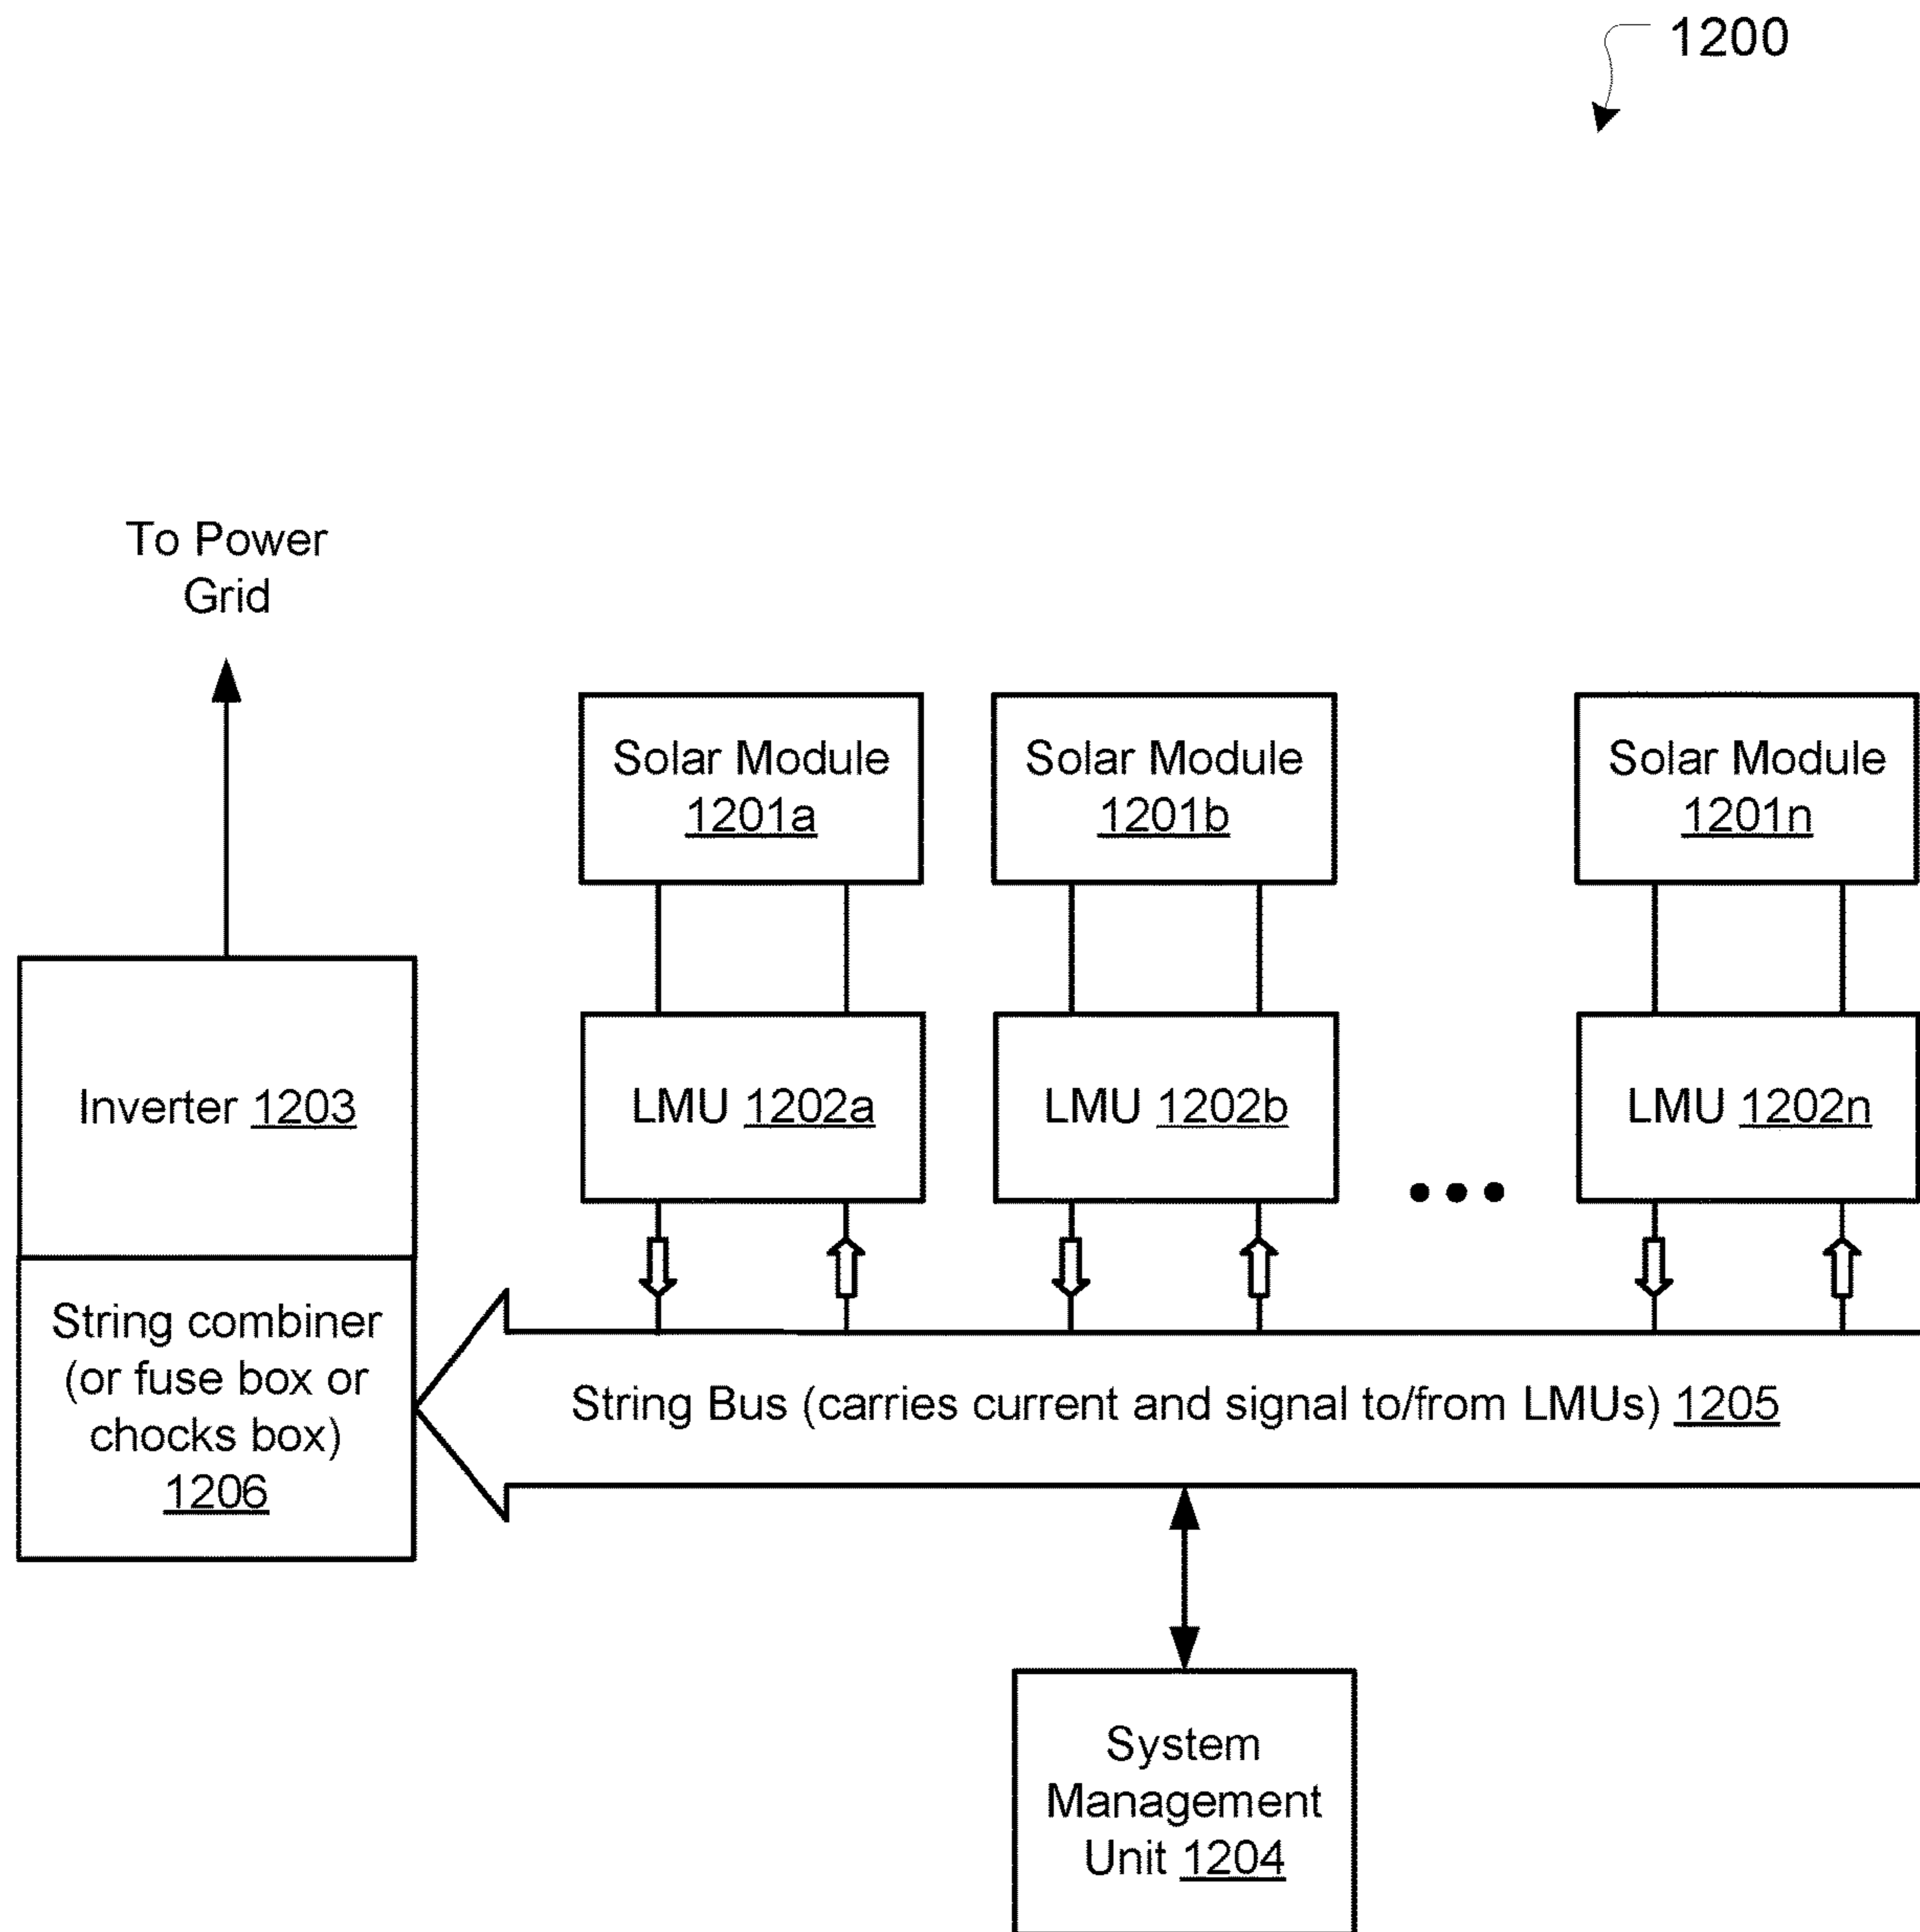 1200
To Power
Grid
Solar Module
1201a
Solar Module
1201b
Solar Module
1201n
Inverter 1203
LMU 1202a
LMU 1202b
LMU 1202n
String combiner
(or fuse box or
chocks box)
1206
String Bus (carries current and signal to/from LMUs) 1205
System
Management
Unit 1204